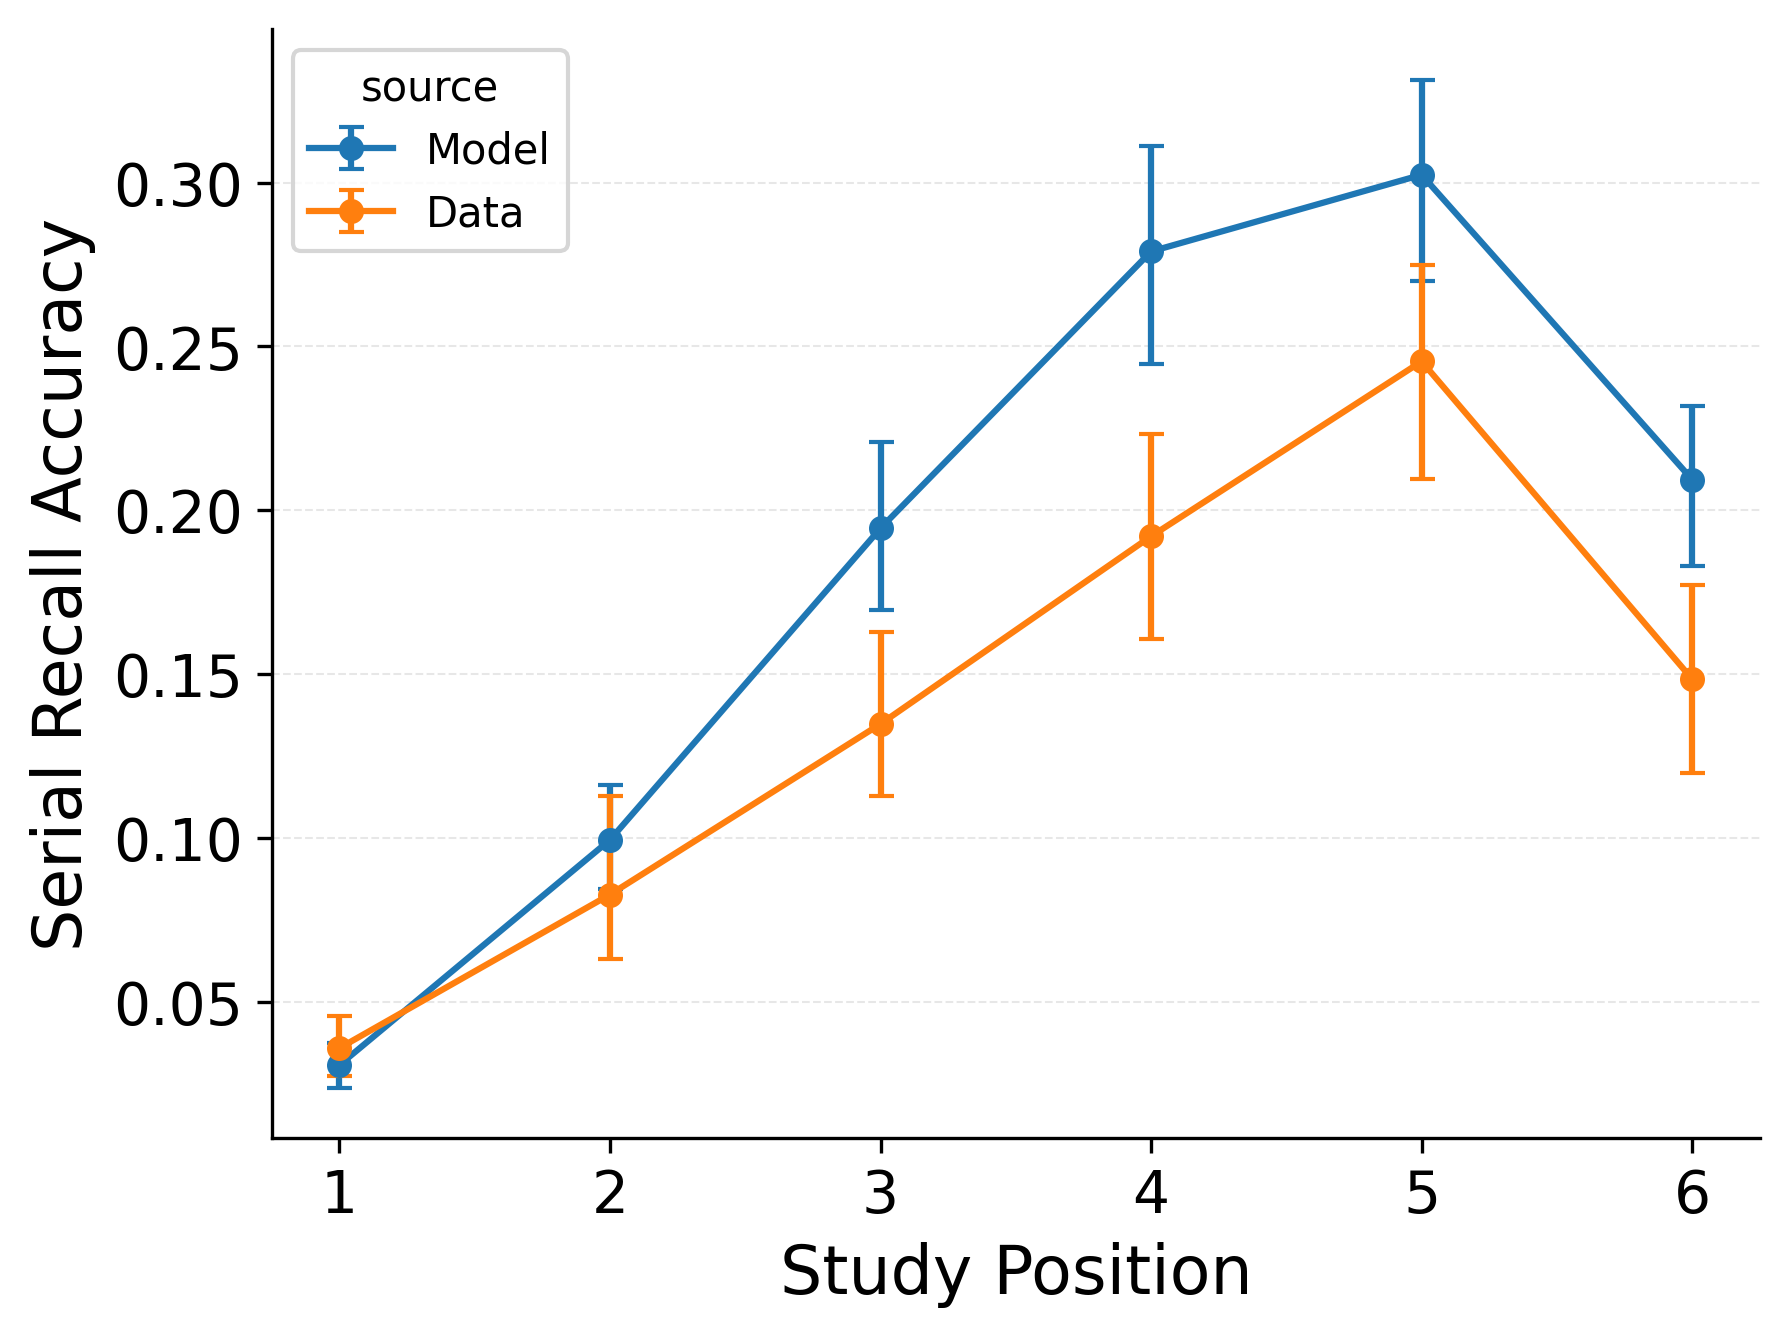 source
Model
Data
0.30
0.25
0.20
0.15
0.10
0.05
Serial Recall Accuracy
1 2 3 4 5 6
Study Position